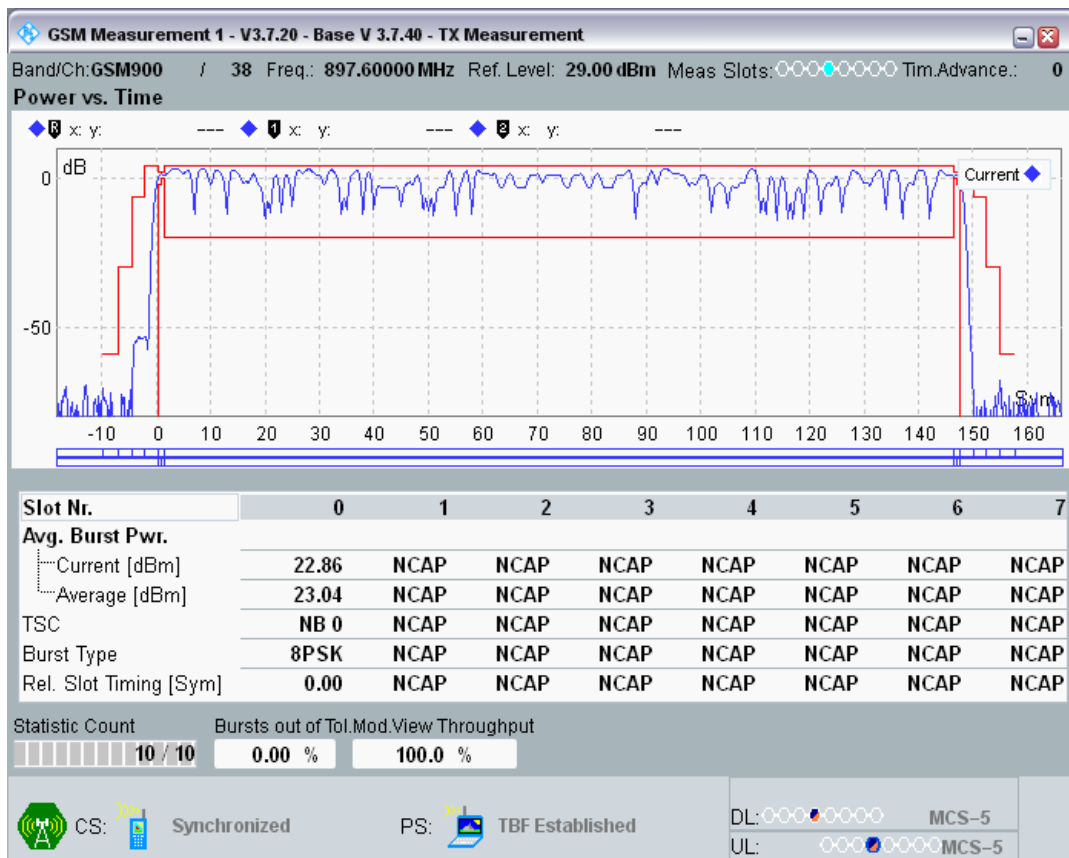 GSM Measurement 1 - V3.7.20 - Base V 3.7.40 - TX Measurement
Band/Ch:GSM900 / 38 Freq.: 897.60000 MHz Ref. Level: 29.00 dBm Meas Slots: Tim.Advance.: 0
Power vs. Time
R x: y: --- 1 x: y: --- 2 x: y: ---
dB
Current
0
-50
Sym
-10 0 10 20 30 40 50 60 70 80 90 100 110 120 130 140 150 160
Slot Nr. 0 1 2 3 4 5 6 7
Avg. Burst Pwr.
Current [dBm] 22.86 NCAP NCAP NCAP NCAP NCAP NCAP NCAP
Average [dBm] 23.04 NCAP NCAP NCAP NCAP NCAP NCAP NCAP
TSC NB 0 NCAP NCAP NCAP NCAP NCAP NCAP NCAP
Burst Type 8PSK NCAP NCAP NCAP NCAP NCAP NCAP NCAP
Rel. Slot Timing [Sym] 0.00 NCAP NCAP NCAP NCAP NCAP NCAP NCAP
Statistic Count Bursts out of Tol.Mod.View Throughput
10 / 10 0.00 % 100.0 %
CS: Synchronized PS: TBF Established
DL: MCS-5
UL: MCS-5